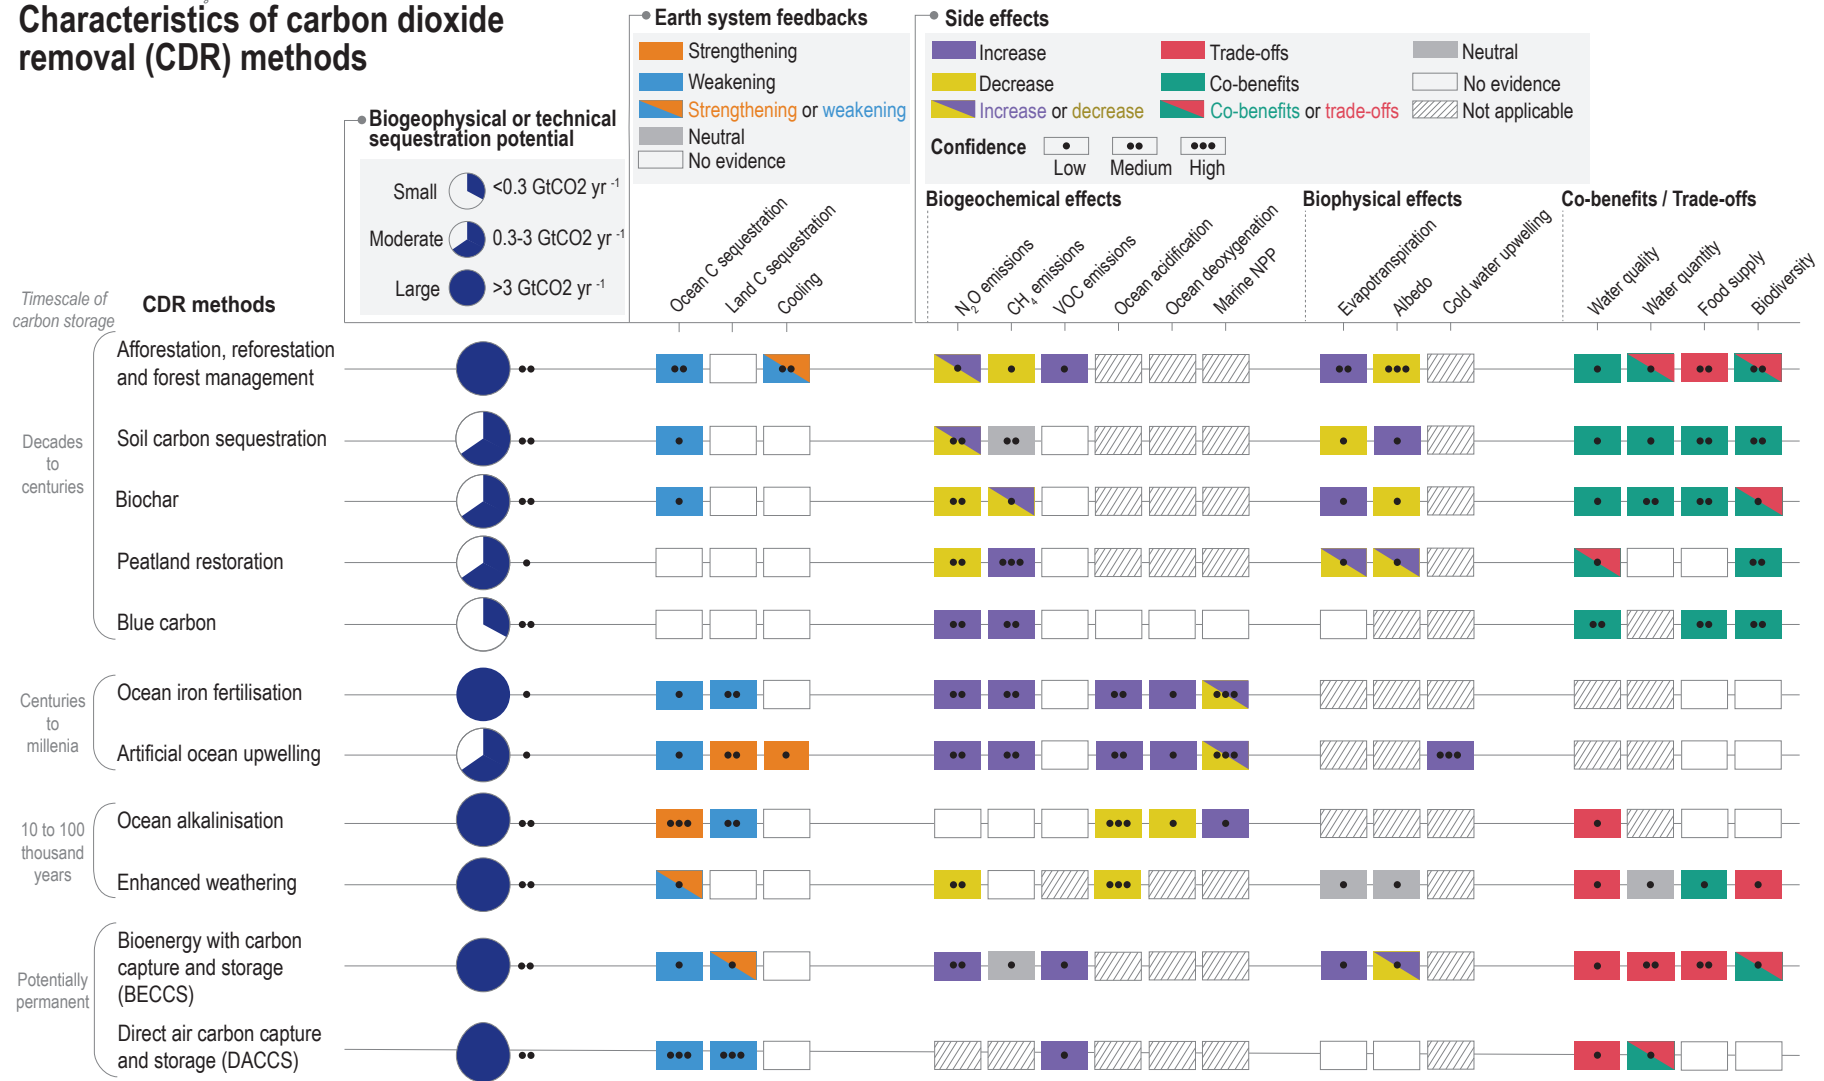 Characteristics of carbon dioxide
removal (CDR) methods
Biogeophysical or technical
sequestration potential
Small <0.3 GtCO2 yr -1
Moderate 0.3-3 GtCO2 yr -1
Large >3 GtCO2 yr -1
Earth system feedbacks
Strengthening
Weakening
Strengthening or weakening
Neutral
No evidence
Side effects
Increase Trade-offs Neutral
Decrease Co-benefits No evidence
Increase or decrease Co-benefits or trade-offs Not applicable
Confidence
Low Medium High
Biogeochemical effects Biophysical effects Co-benefits / Trade-offs
Ocean C sequestration
Land C sequestration
Cooling
N2O emissions
CH4 emissions
VOC emissions
Ocean acidification
Ocean deoxygenation
Marine NPP
Evapotranspiration
Albedo
Cold water upwelling
Water quality
Water quantity
Food supply
Biodiversity
Timescale of
carbon storage
CDR methods
Decades
to
centuries
Afforestation, reforestation
and forest management
Soil carbon sequestration
Biochar
Peatland restoration
Blue carbon
Centuries
to
millenia
Ocean iron fertilisation
Artificial ocean upwelling
10 to 100
thousand
years
Ocean alkalinisation
Enhanced weathering
Potentially
permanent
Bioenergy with carbon
capture and storage
(BECCS)
Direct air carbon capture
and storage (DACCS)